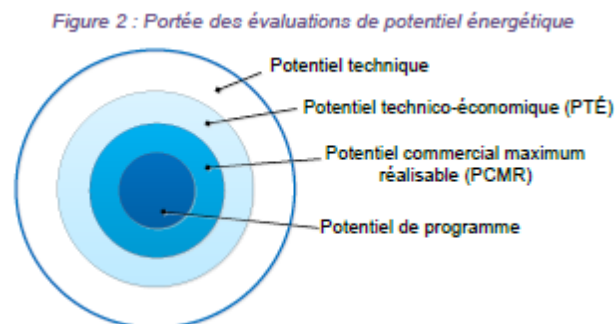 Figure 2 : Portée des évaluations de potentiel énergétique
Potentiel technique
Potentiel technico-économique (PTÉ)
Potentiel commercial maximum
réalisable (PCMR)
Potentiel de programme